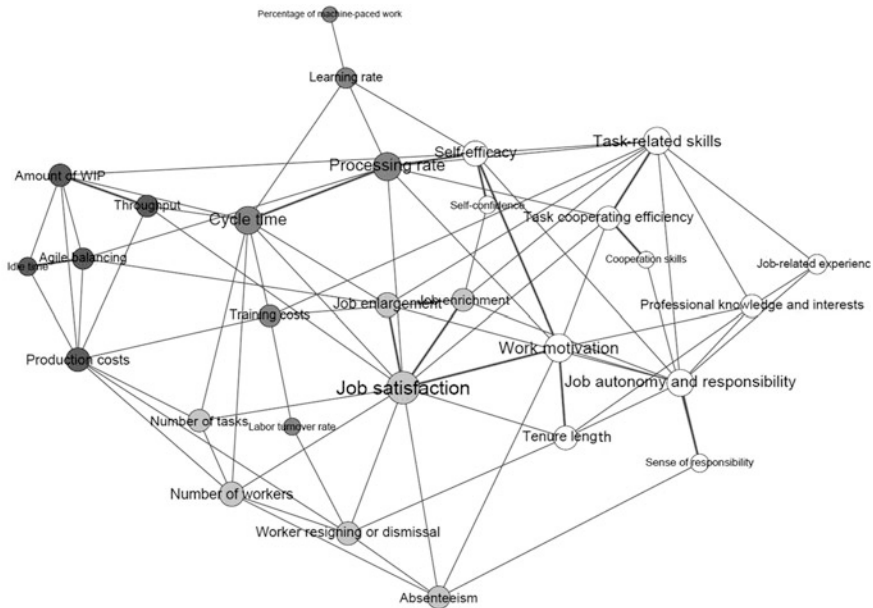 Percentage of machine-paced work
Learning rate
Task-related skills
Self-efficacy
Processing rate
Amount of WIP
Throughput
Self-confidence
Cycle time
Task cooperating efficiency
Agile balancing
Idle time
Cooperation skills
Job-related experienc
Job enlargement
Job enrichment
Professional knowledge and interests
Training costs
Work motivation
Production costs
Job satisfaction
Job autonomy and responsibility
Number of tasks
Labor turnover rate
Tenure length
Sense of responsibility
Number of workers
Worker resigning or dismissal
Absenteeism